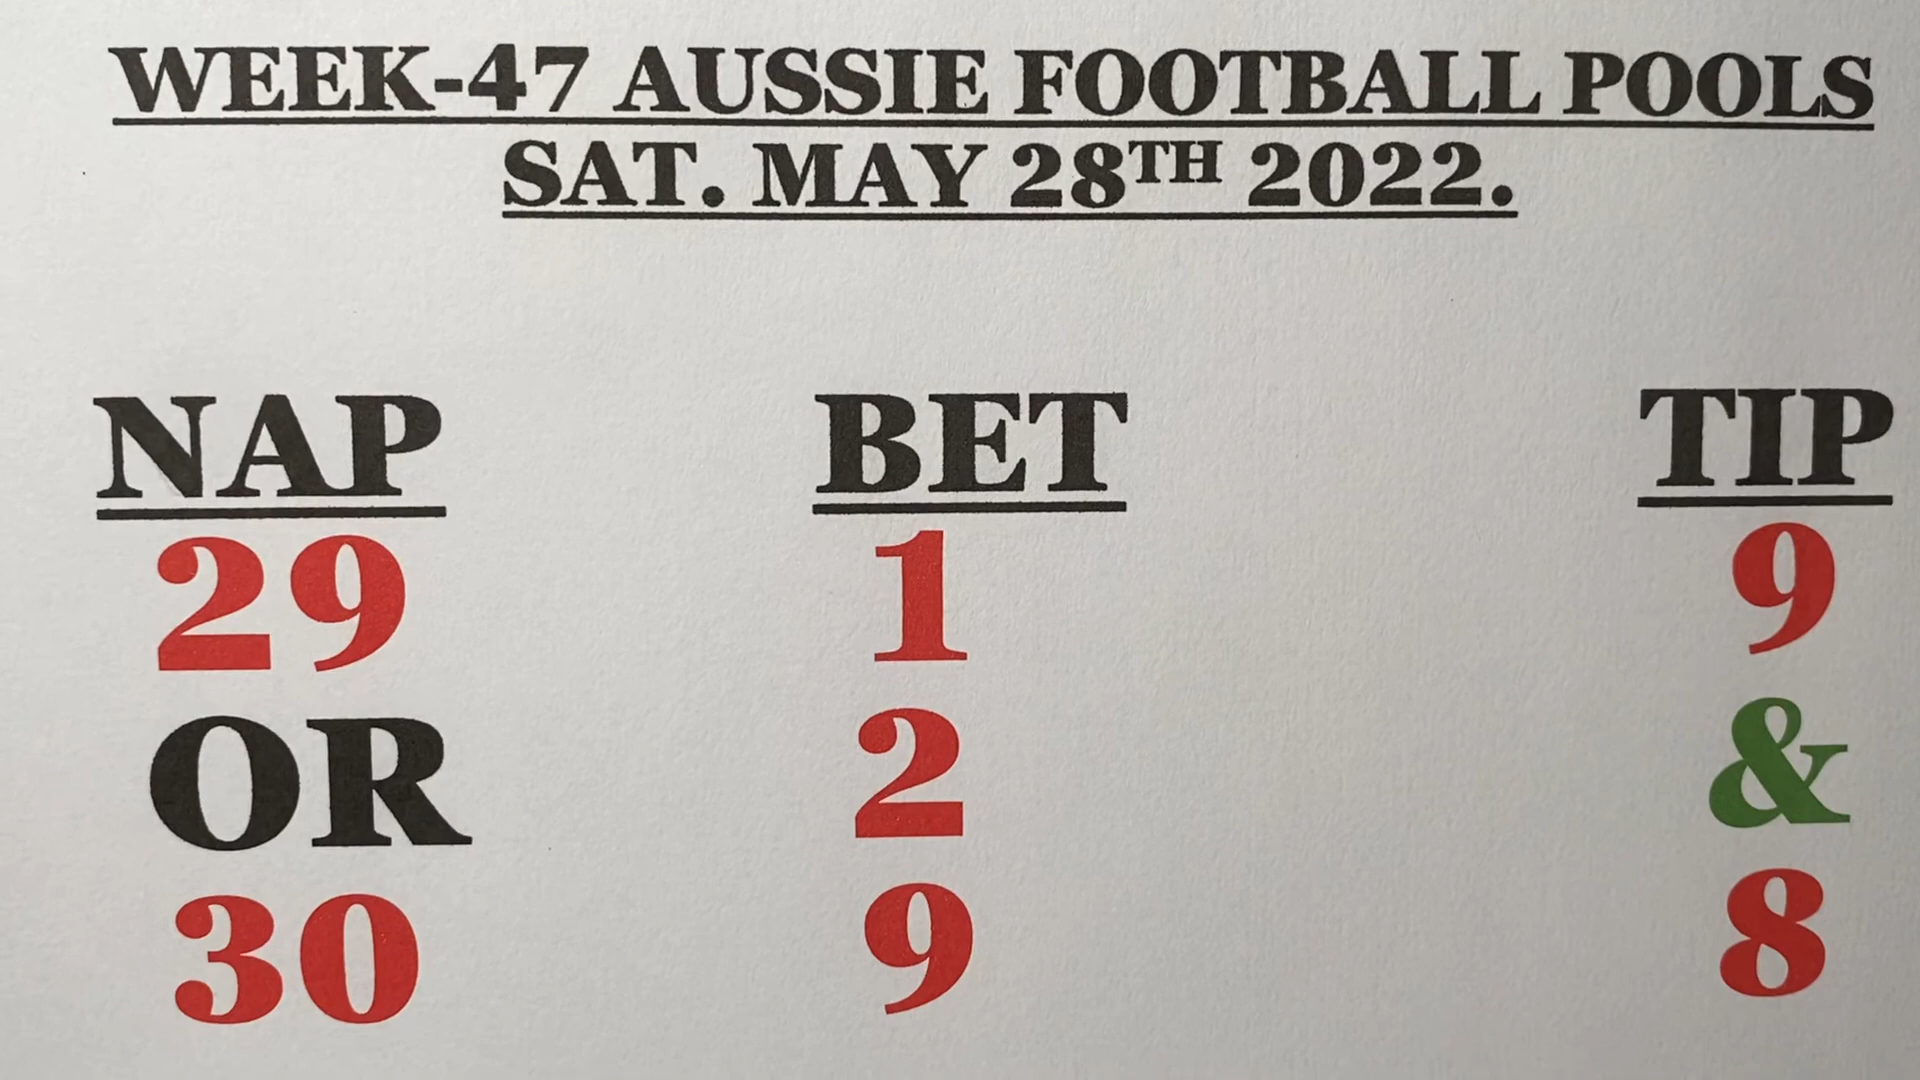 WEEK-47 AUSSIE FOOTBALL POOLS
SAT. MAY 28TH 2022.
NAP BET TIP
29 1 9
OR 2 &
30 9 8